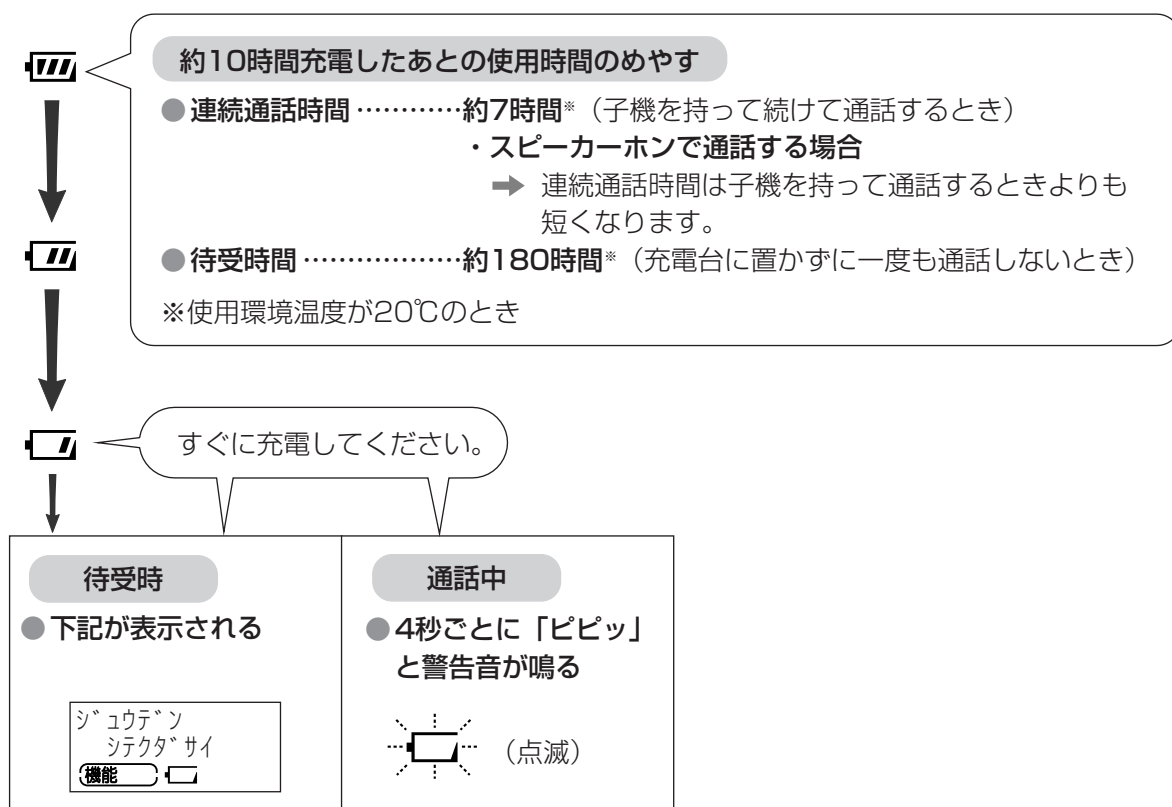 約10時間充電したあとの使用時間のめやす
●連続通話時間…………約7時間※（子機を持って続けて通話するとき）
・スピーカーホンで通話する場合
➡ 連続通話時間は子機を持って通話するときよりも
短くなります。
●待受時間………………約180時間※（充電台に置かずに一度も通話しないとき）
※使用環境温度が20℃のとき
すぐに充電してください。
待受時
●下記が表示される
ジュウデン
シテクダサイ
機能
通話中
●4秒ごとに「ピピッ」
と警告音が鳴る
（点滅）